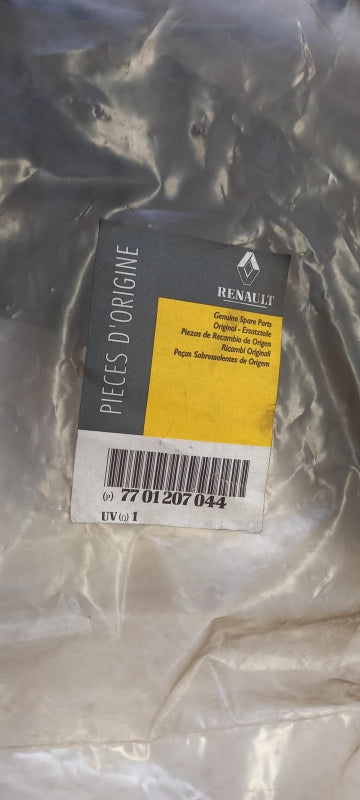 PIECES D'ORIGINE
RENAULT
Genuine Spare Parts
Original - Ersatzteile
Piezas de Recambio de Origen
Ricambi Originali
Peças Sobresselentes de Origem
(P) 77 01 207 044
UV (Q) 1